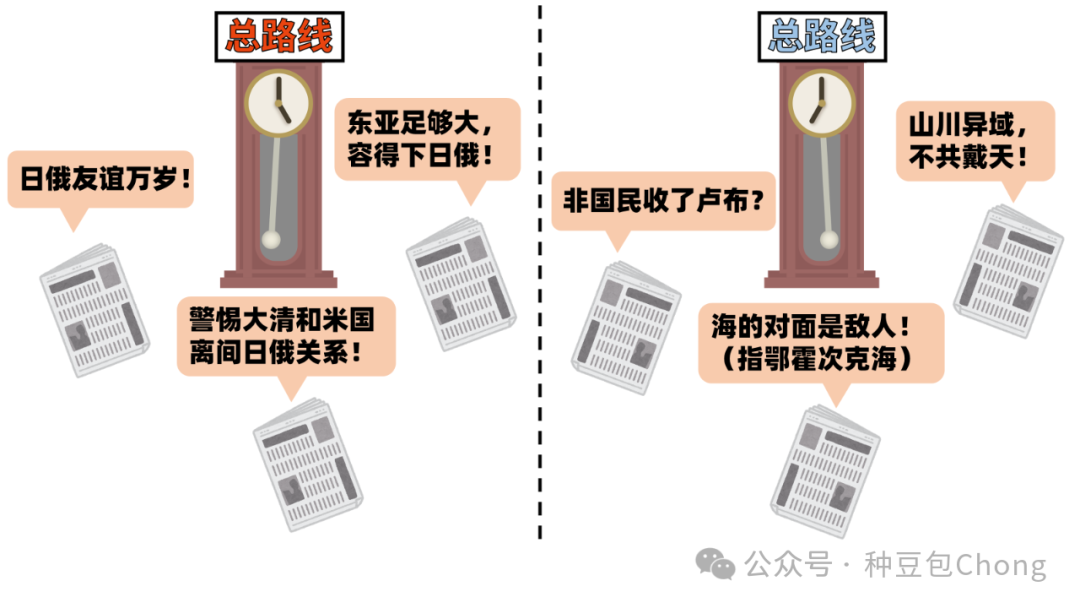 总路线
东亚足够大，
容得下日俄！
日俄友谊万岁！
警惕大清和米国
离间日俄关系！
总路线
山川异域，
不共戴天！
非国民收了卢布？
海的对面是敌人！
（指鄂霍次克海）
公众号 · 种豆包Chong